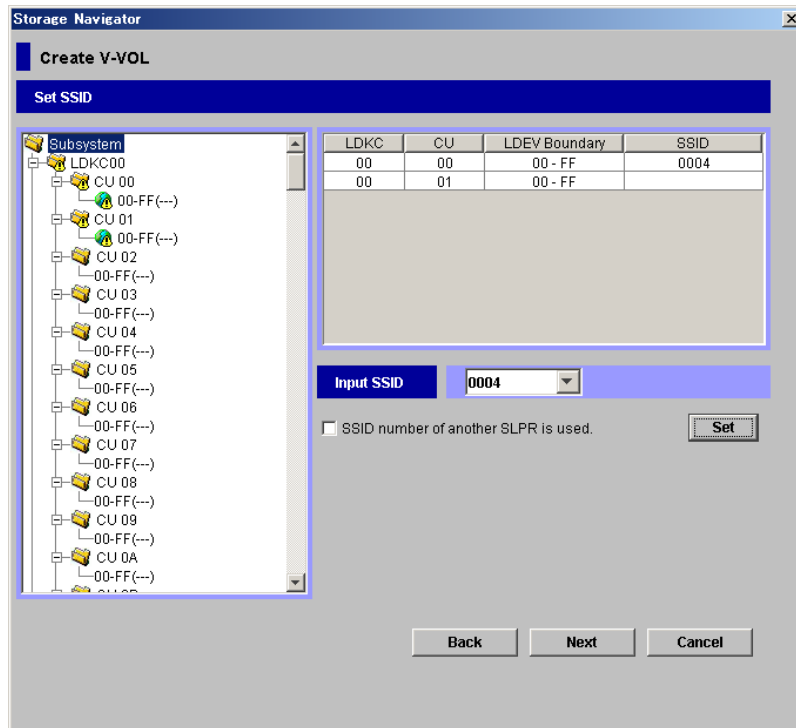 Storage Navigator
Create V-VOL
Set SSID
Subsystem
LDKC00
CU 00
00-FF(---)
CU 01
00-FF(---)
CU 02
00-FF(---)
CU 03
00-FF(---)
CU 04
00-FF(---)
CU 05
00-FF(---)
CU 06
00-FF(---)
CU 07
00-FF(---)
CU 08
00-FF(---)
CU 09
00-FF(---)
CU 0A
00-FF(---)
LDKC CU LDEV Boundary SSID
00 00 00 - FF 0004
00 01 00 - FF
Input SSID 0004
SSID number of another SLPR is used. Set
Back Next Cancel